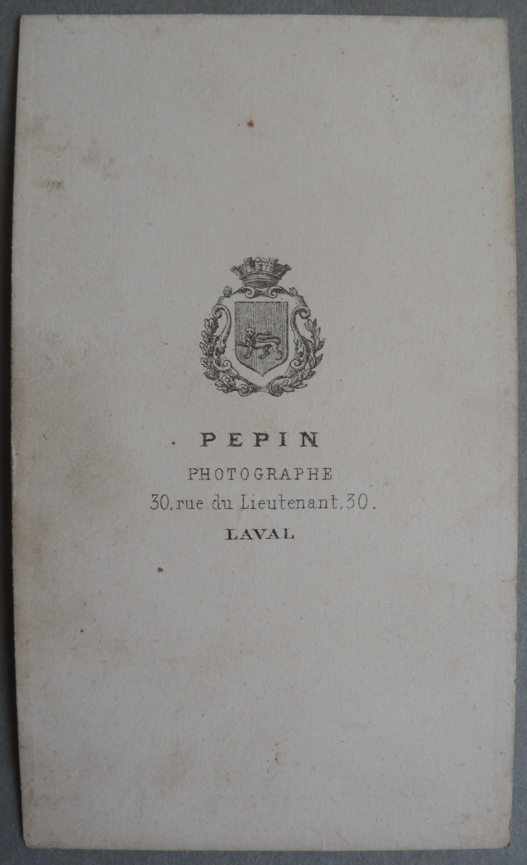 PEPIN
PHOTOGRAPHE
30, rue du Lieutenant, 30.
LAVAL